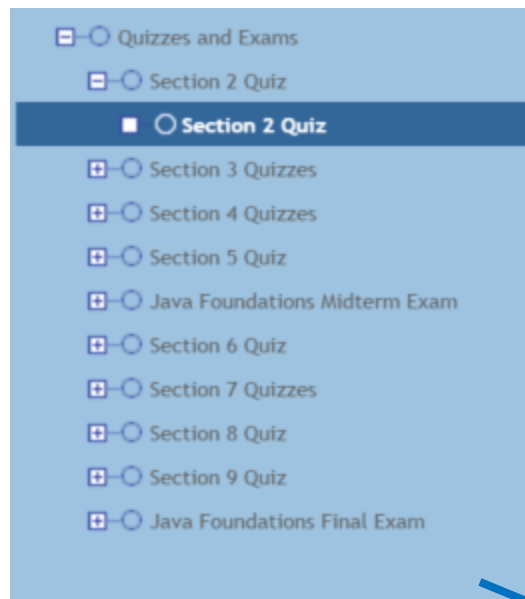 Quizzes and Exams
Section 2 Quiz
Section 2 Quiz
Section 3 Quizzes
Section 4 Quizzes
Section 5 Quiz
Java Foundations Midterm Exam
Section 6 Quiz
Section 7 Quizzes
Section 8 Quiz
Section 9 Quiz
Java Foundations Final Exam